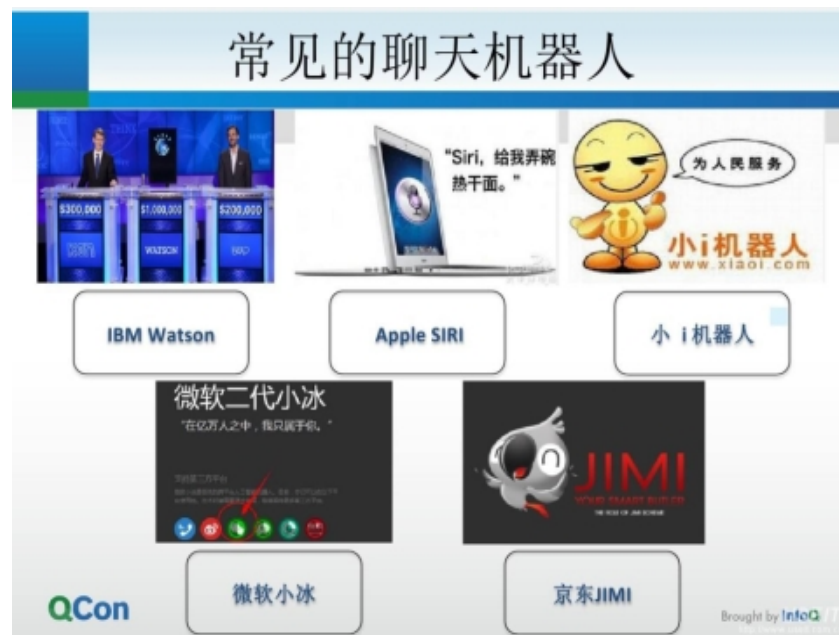 常见的聊天机器人
$300,000
$1,000,000
$200,000
WATSON
"Siri，给我弄碗
热干面。"
为人民服务
小i机器人
www.xiaoi.com
IBM Watson
Apple SIRI
小 i机器人
微软二代小冰
"在亿万人之中，我只属于你。"
JIMI
YOUR SMART BUTLER
微软小冰
京东JIMI
QCon
Brought by InfoQ